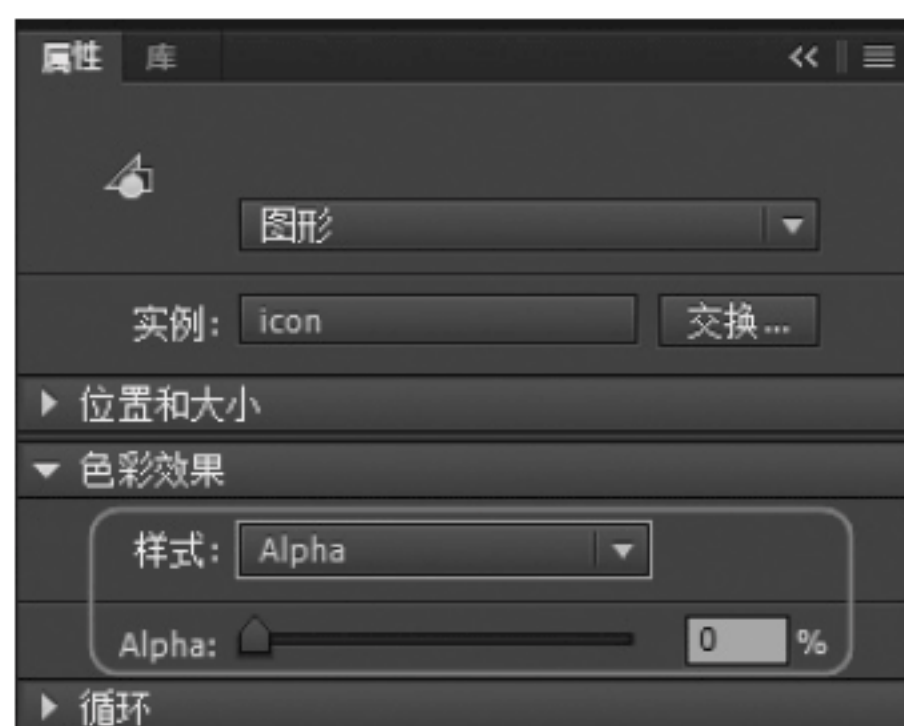 属性 库
图形
实例: icon 交换...
位置和大小
色彩效果
样式: Alpha
Alpha: 0 %
循环